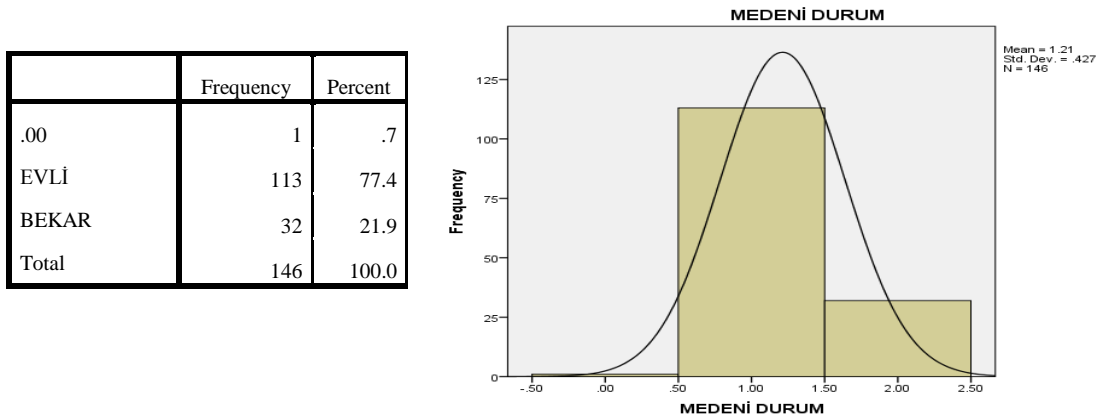 Frequency Percent
.00 1 .7
EVLİ 113 77.4
BEKAR 32 21.9
Total 146 100.0
MEDENİ DURUM
Mean = 1.21
Std. Dev. = .427
N = 146
Frequency
125
100
75
50
25
0
-.50 .00 .50 1.00 1.50 2.00 2.50
MEDENİ DURUM